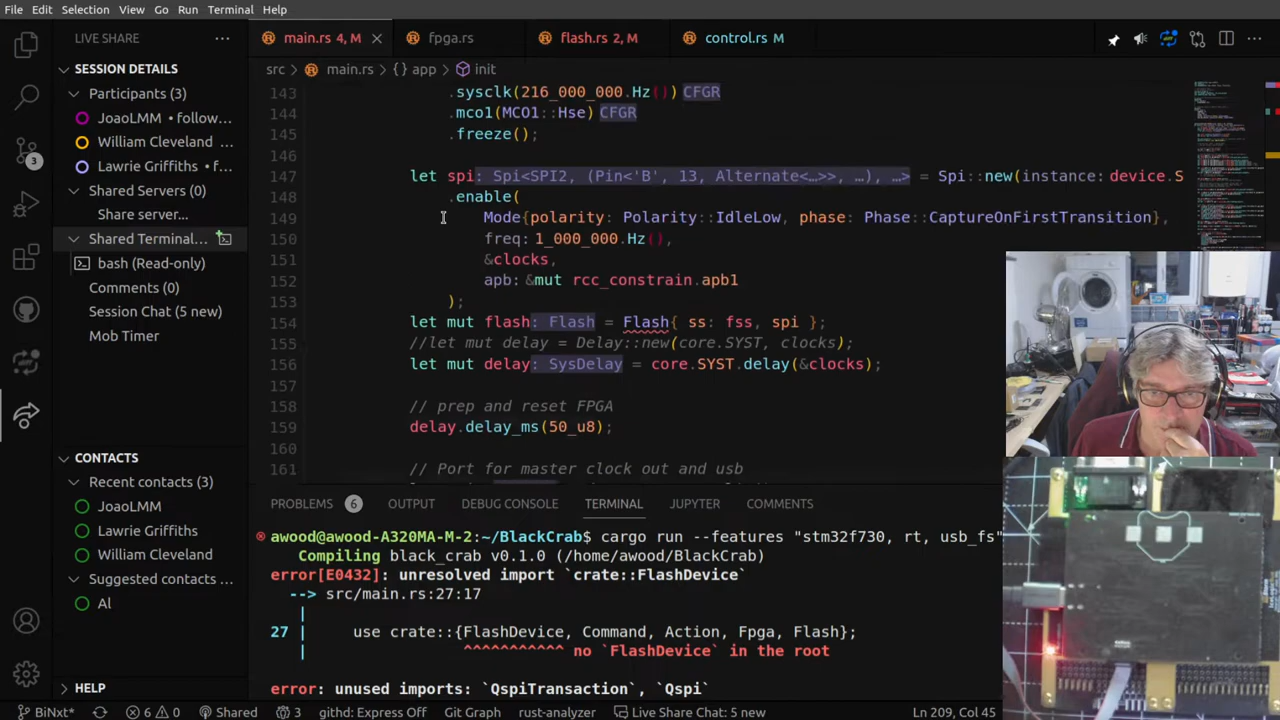 File Edit Selection View Go Run Terminal Help
LIVE SHARE ...
main.rs 4, M
fpga.rs
flash.rs 2, M
control.rs M
SESSION DETAILS
src > main.rs > {} app > init
Participants (3)
JoaoLMM • follow...
William Cleveland ...
Lawrie Griffiths • f...
Shared Servers (0)
Share server...
Shared Terminal...
bash (Read-only)
Comments (0)
Session Chat (5 new)
Mob Timer
3
CONTACTS
Recent contacts (3)
JoaoLMM
Lawrie Griffiths
William Cleveland
Suggested contacts ...
Al
HELP
143 .sysclk(216_000_000.Hz()) CFGR
144 .mco1(MCO1::Hse) CFGR
145 .freeze();
146
147 let spi: Spi<SPI2, (Pin<'B', 13, Alternate<…>>, …), …> = Spi::new(instance: device.S
148 .enable(
149 Mode{polarity: Polarity::IdleLow, phase: Phase::CaptureOnFirstTransition},
150 freq: 1_000_000.Hz(),
151 &clocks,
152 apb: &mut rcc_constrain.apb1
153 );
154 let mut flash: Flash = Flash{ ss: fss, spi };
155 //let mut delay = Delay::new(core.SYST, clocks);
156 let mut delay: SysDelay = core.SYST.delay(&clocks);
157
158 // prep and reset FPGA
159 delay.delay_ms(50_u8);
160
161 // Port for master clock out and usb
PROBLEMS 6 OUTPUT DEBUG CONSOLE TERMINAL JUPYTER COMMENTS
awood@awood-A320MA-M-2:~/BlackCrab$ cargo run --features "stm32f730, rt, usb_fs"
Compiling black_crab v0.1.0 (/home/awood/BlackCrab)
error[E0432]: unresolved import `crate::FlashDevice`
--> src/main.rs:27:17
|
27 | use crate::{FlashDevice, Command, Action, Fpga, Flash};
| ^^^^^^^^^^^ no `FlashDevice` in the root
error: unused imports: `QspiTransaction`, `Qspi`
BiNxt* 6 0 Shared 3 githd: Express Off Git Graph rust-analyzer Live Share Chat: 5 new Ln 209, Col 45